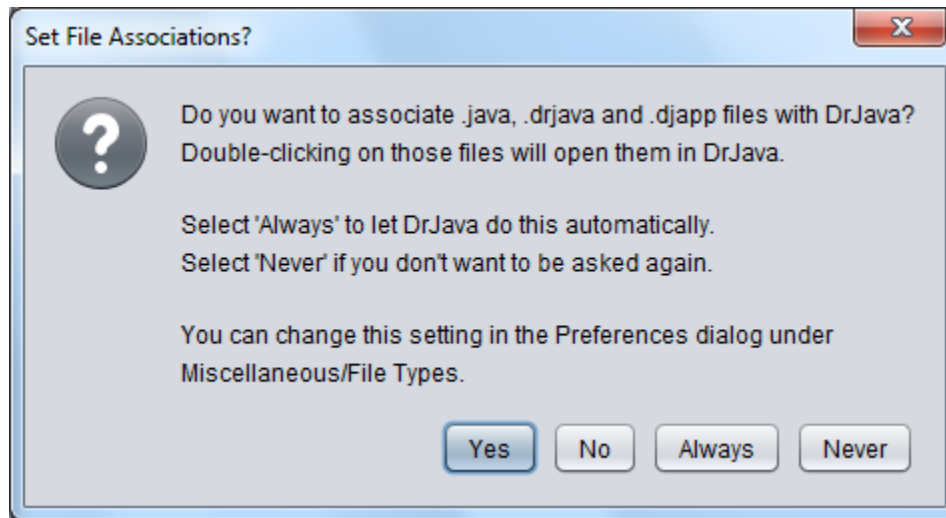 Set File Associations?
Do you want to associate .java, .drjava and .djapp files with DrJava?
Double-clicking on those files will open them in DrJava.
Select 'Always' to let DrJava do this automatically.
Select 'Never' if you don't want to be asked again.
You can change this setting in the Preferences dialog under
Miscellaneous/File Types.
Yes No Always Never